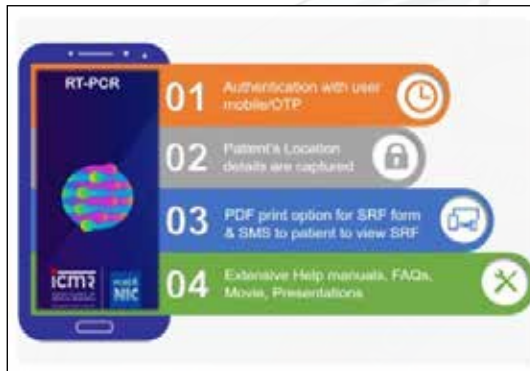 RT-PCR
01
Authentication with user
mobile/OTP
02
Patient's Location
details are captured
03
PDF print option for SRF form
& SMS to patient to view SRF
04
Extensive Help manuals, FAQs,
Movie, Presentations
icmr
NIC